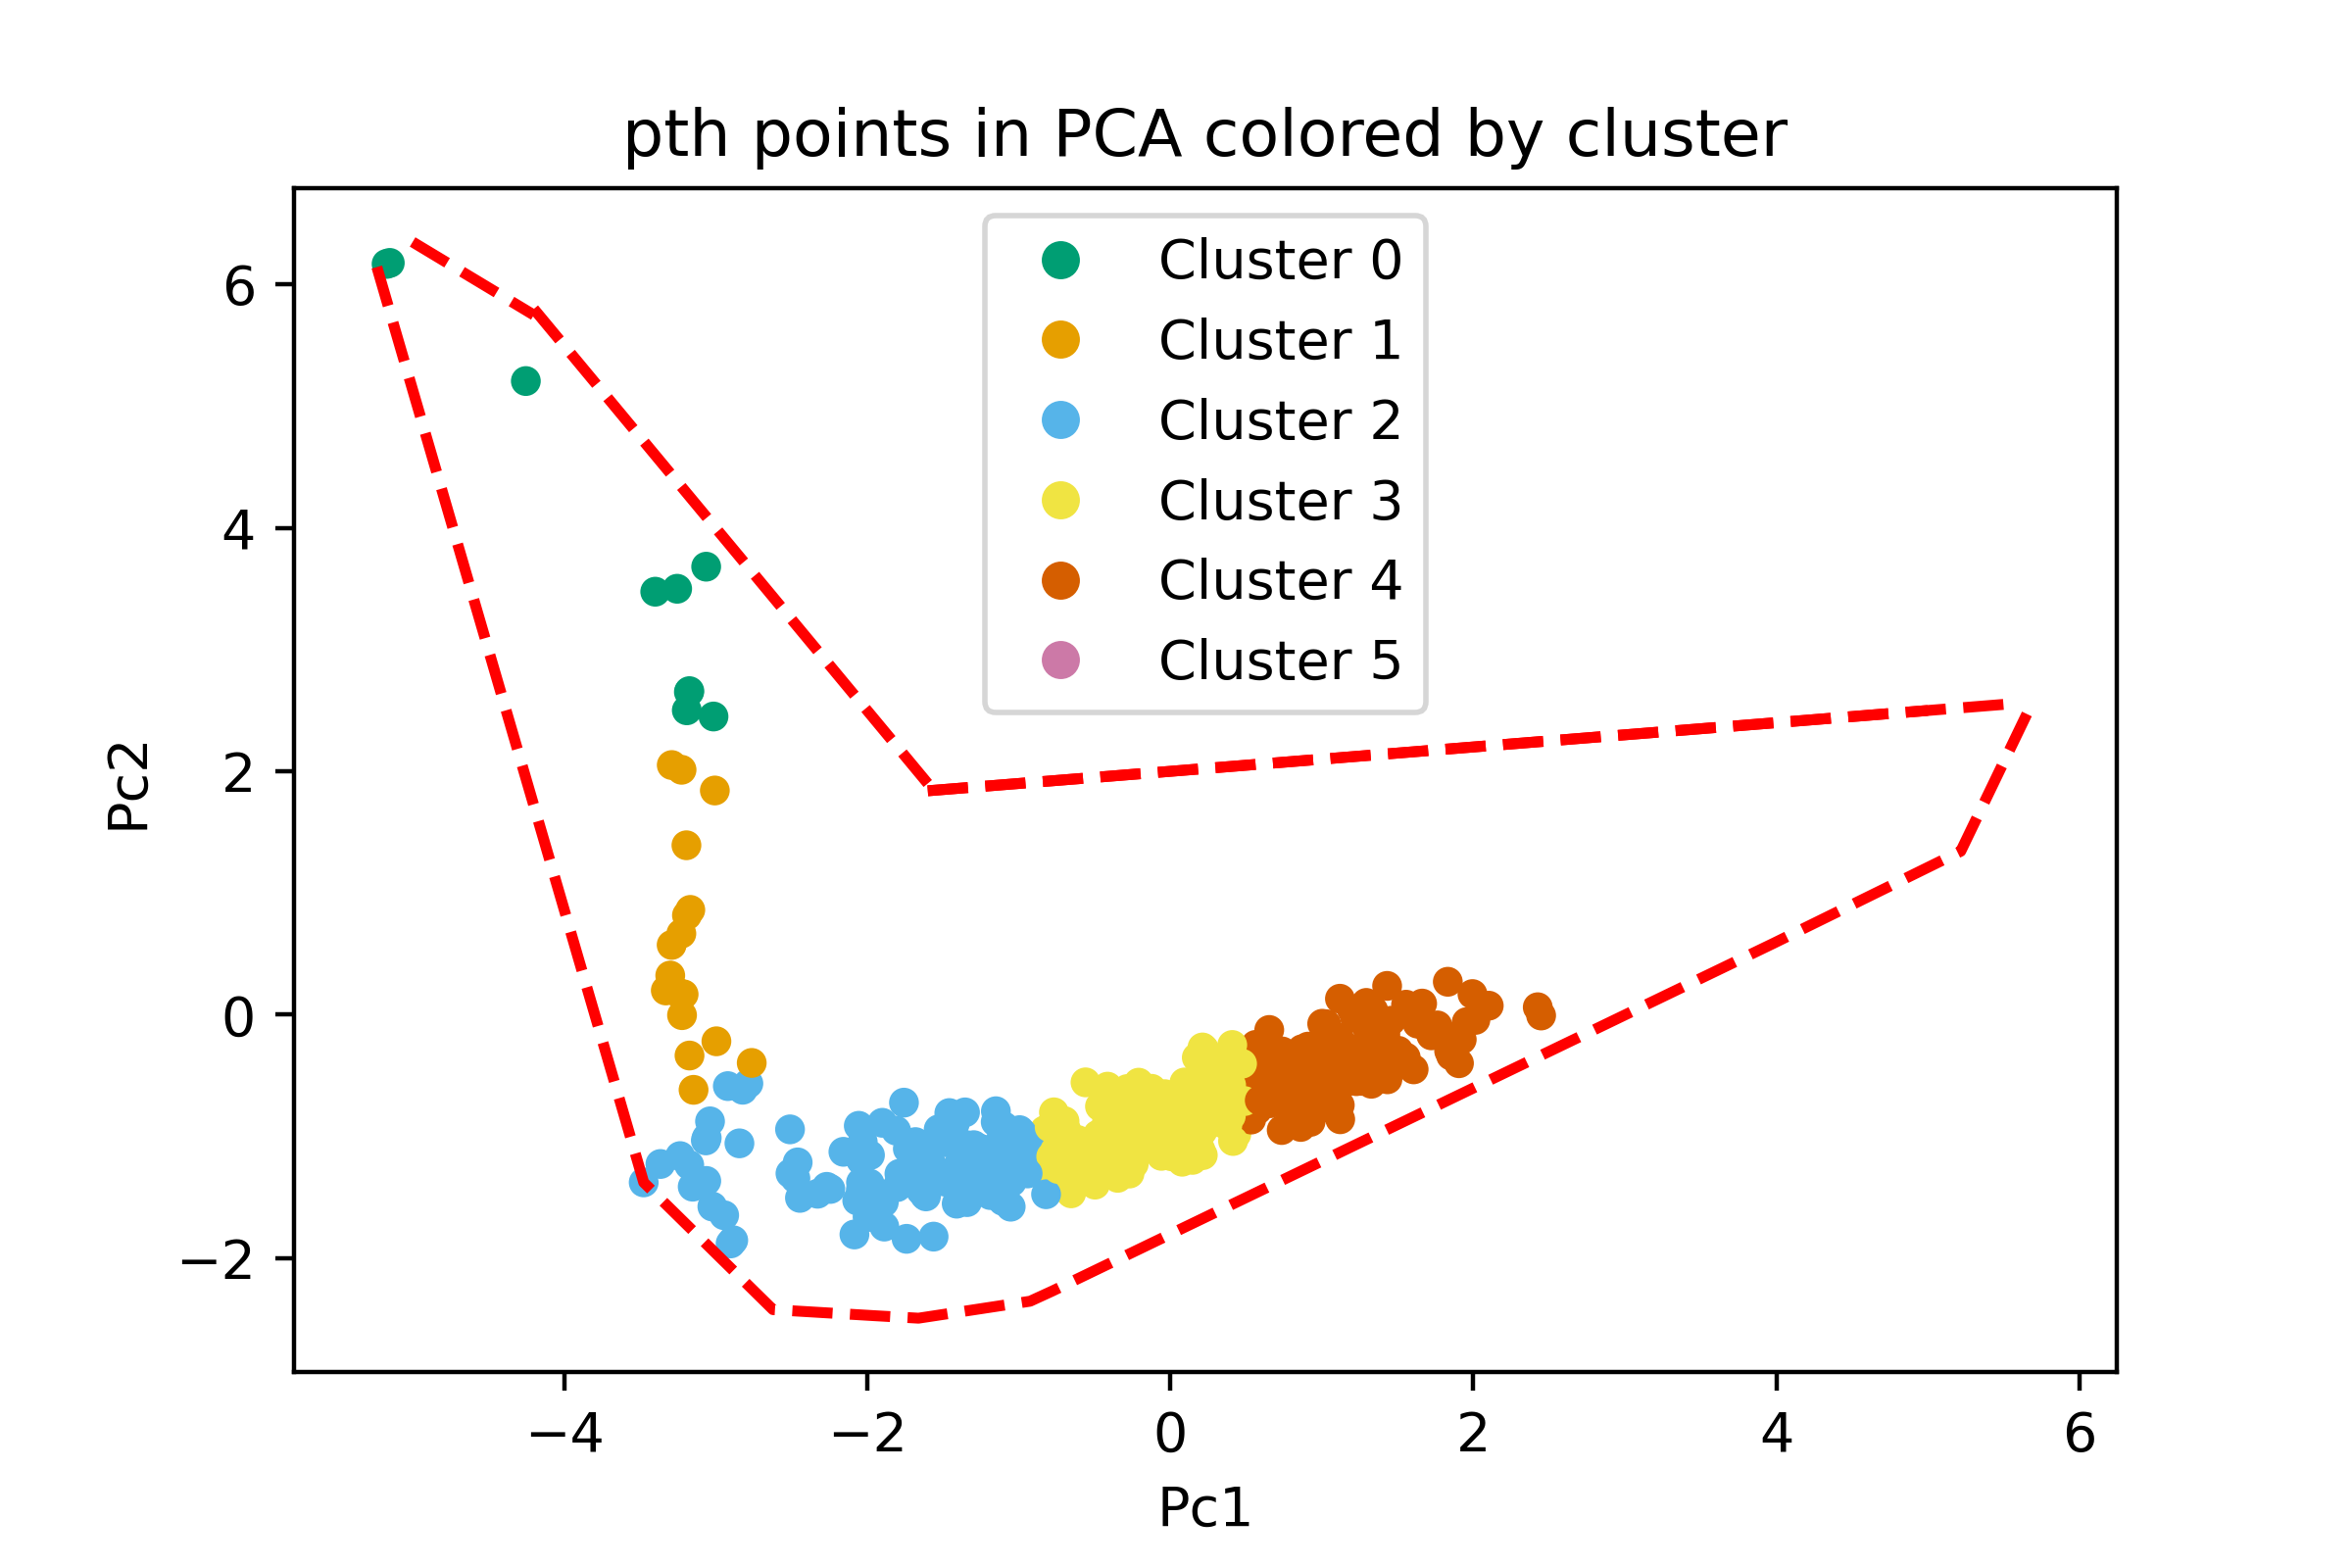 pth points in PCA colored by cluster
Cluster 0
Cluster 1
Cluster 2
Cluster 3
Cluster 4
Cluster 5
6
4
2
0
−2
Pc2
−4 −2 0 2 4 6
Pc1